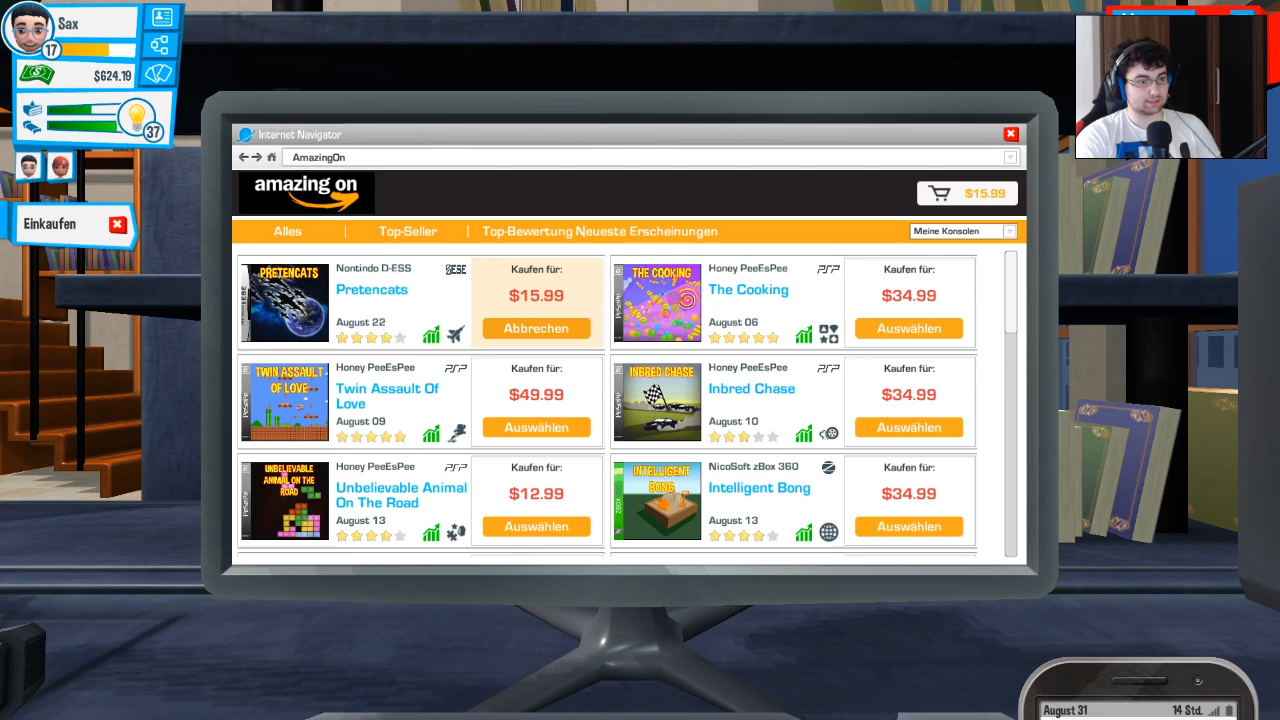 Sax
17
$624.19
37
Einkaufen
Internet Navigator
AmazingOn
amazing on
$15.99
Alles | Top-Seller | Top-Bewertung Neueste Erscheinungen
Meine Konsolen
PRETENCATS
Nontindo D-ESS
Pretencats
August 22
Kaufen für:
$15.99
Abbrechen
THE COOKING
Honey PeeEsPee
The Cooking
August 06
Kaufen für:
$34.99
Auswählen
TWIN ASSAULT
OF LOVE
Honey PeeEsPee
Twin Assault Of
Love
August 09
Kaufen für:
$49.99
Auswählen
INBRED CHASE
Honey PeeEsPee
Inbred Chase
August 10
Kaufen für:
$34.99
Auswählen
UNBELIEVABLE
ANIMAL ON THE
ROAD
Honey PeeEsPee
Unbelievable Animal
On The Road
August 13
Kaufen für:
$12.99
Auswählen
INTELLIGENT
BONG
NicoSoft zBox 360
Intelligent Bong
August 13
Kaufen für:
$34.99
Auswählen
August 31
14 Std.